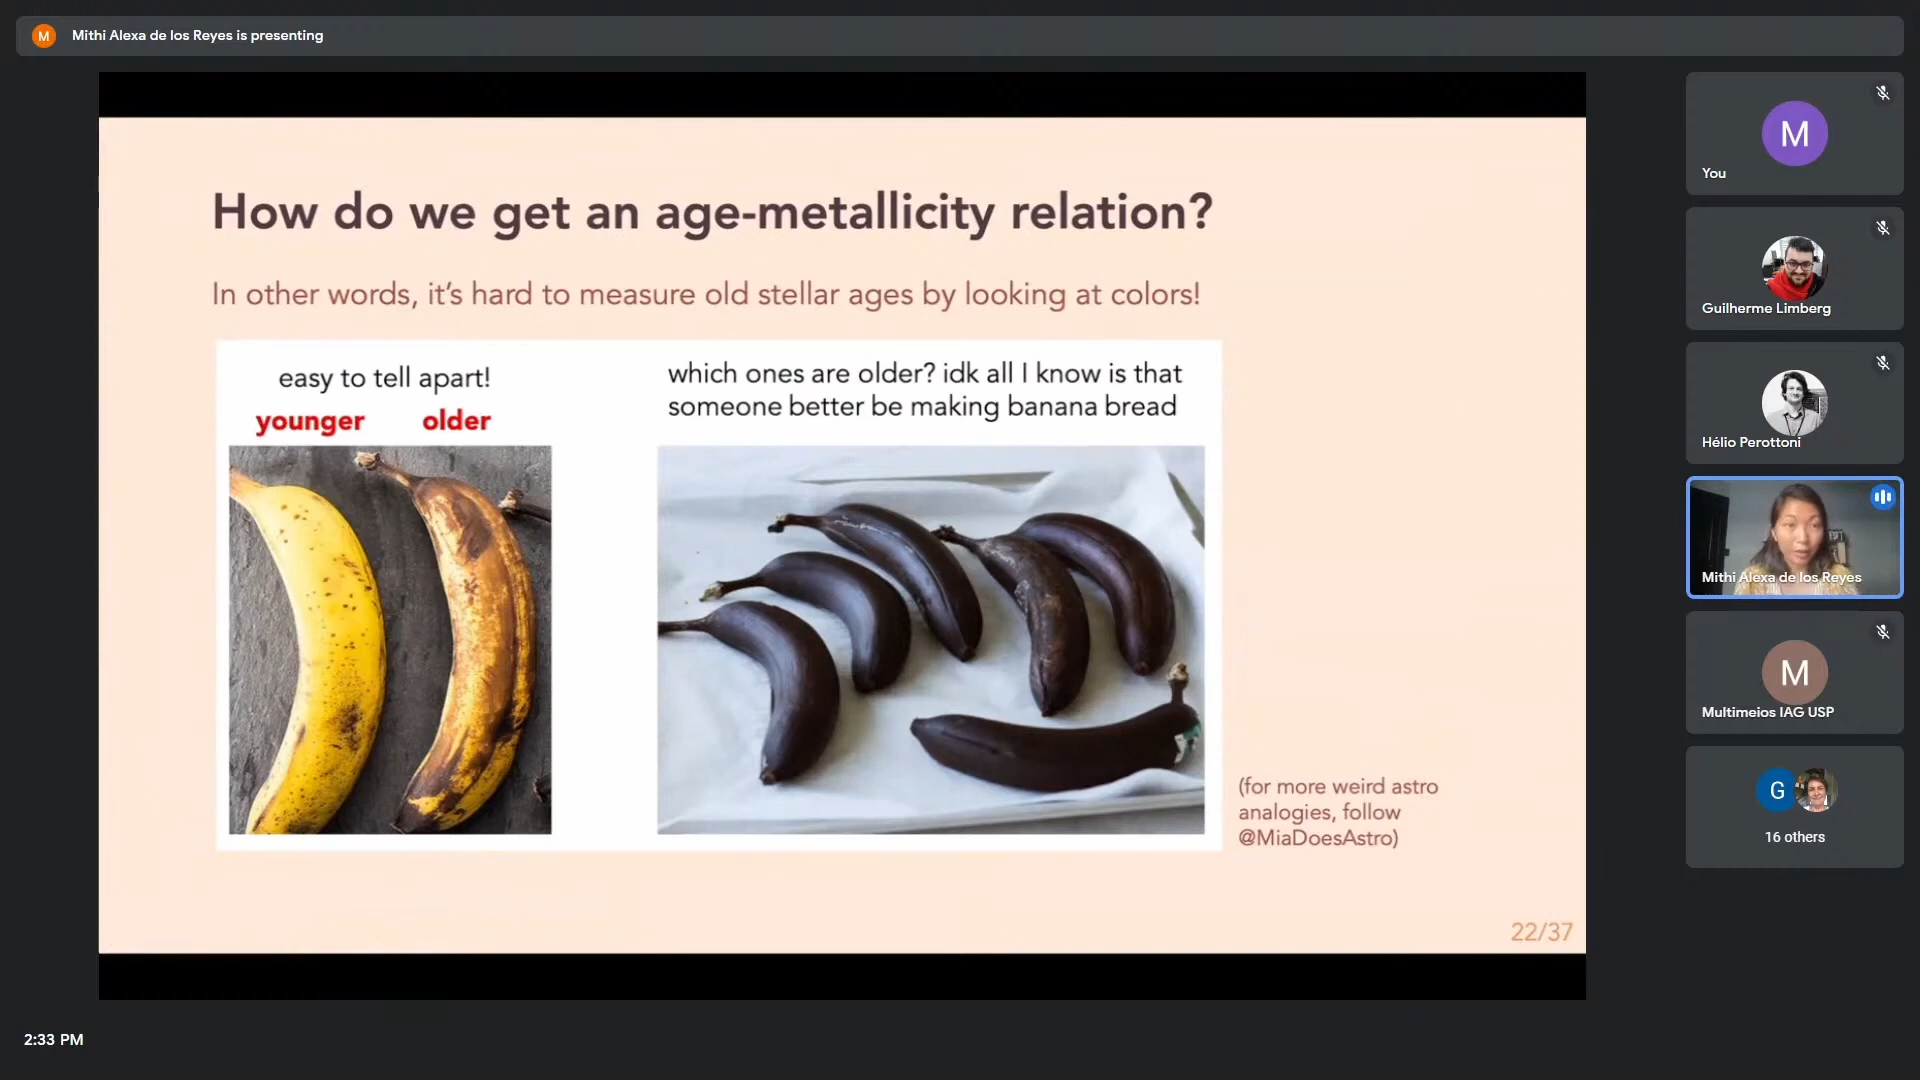 M
Mithi Alexa de los Reyes is presenting
How do we get an age-metallicity relation?
In other words, it's hard to measure old stellar ages by looking at colors!
easy to tell apart!
younger older
which ones are older? idk all I know is that
someone better be making banana bread
(for more weird astro
analogies, follow
@MiaDoesAstro)
22/37
M
You
Guilherme Limberg
Hélio Perottoni
Mithi Alexa de los Reyes
M
Multimeios IAG USP
G
16 others
2:33 PM